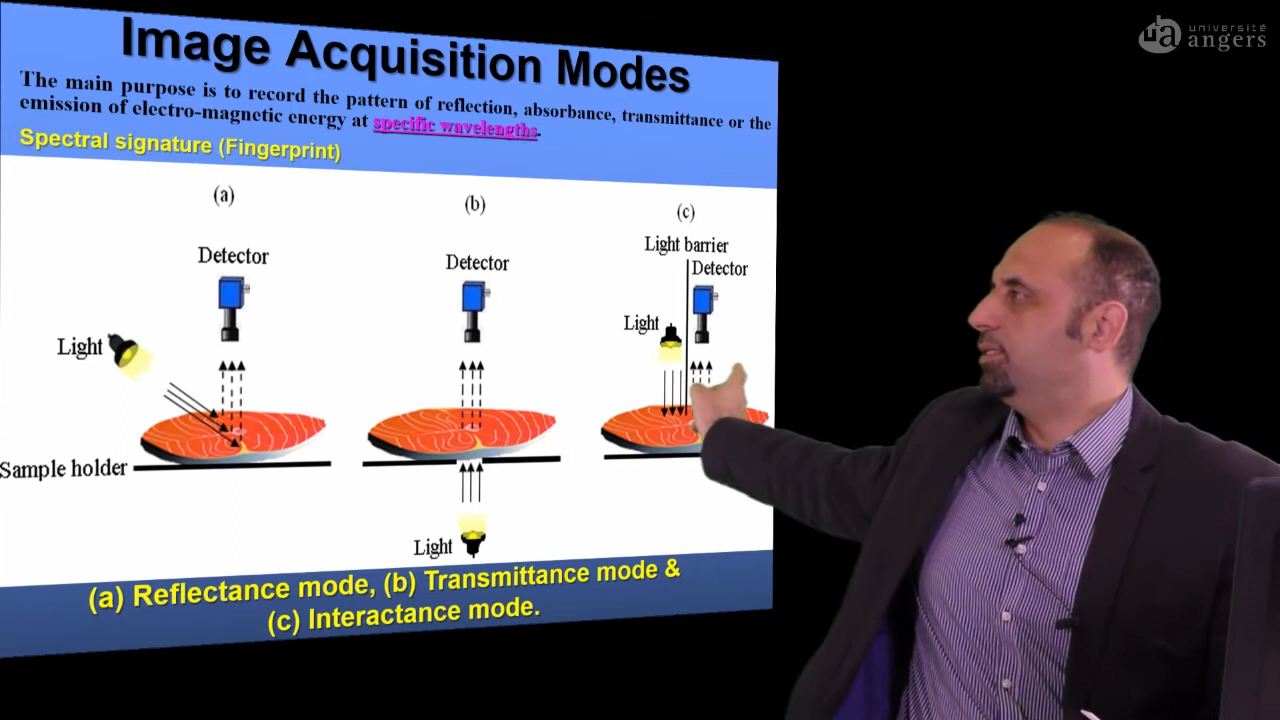 université
angers
Image Acquisition Modes
The main purpose is to record the pattern of reflection, absorbance, transmittance or the
emission of electro-magnetic energy at specific wavelengths.
Spectral signature (Fingerprint)
(a)
(b)
(c)
Light barrier
Detector
Detector
Detector
Light
Light
Sample holder
Light
(a) Reflectance mode, (b) Transmittance mode &
(c) Interactance mode.